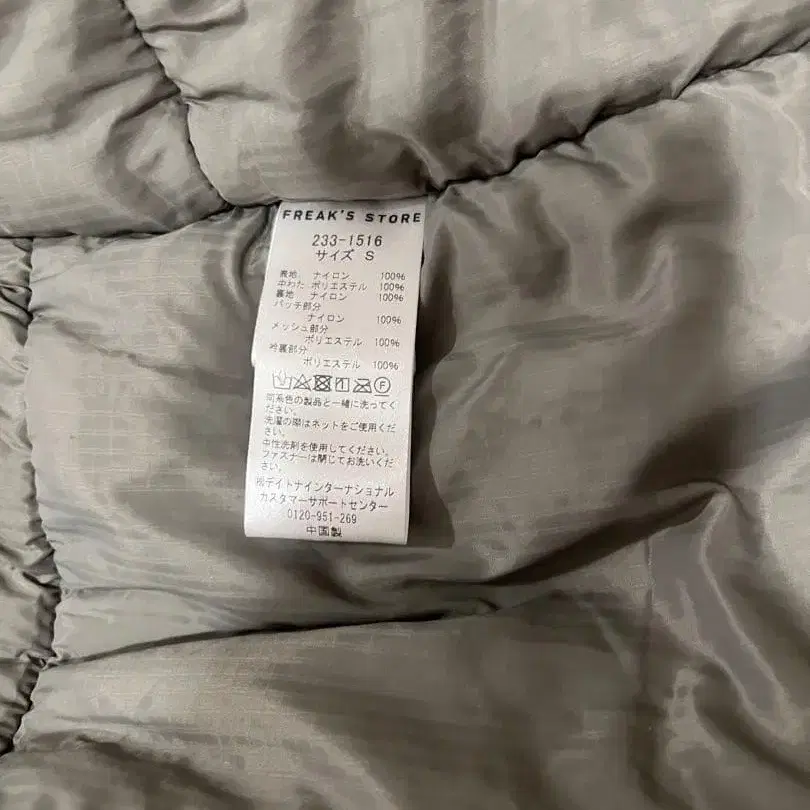 FREAK'S STORE
233-1516
サイズ S
表地 ナイロン 100%
中わた ポリエステル 100%
裏地 ナイロン 100%
パッチ部分
ナイロン 100%
メッシュ部分
ポリエステル 100%
衿裏部分
ポリエステル 100%
同系色の製品と一緒に洗ってく
ださい。
洗濯の際はネットをご使用くだ
さい。
中性洗剤を使用してください。
ファスナーは閉じてお洗いくだ
さい。
㈱デイトナインターナショナル
カスタマーサポートセンター
0120-951-269
中国製